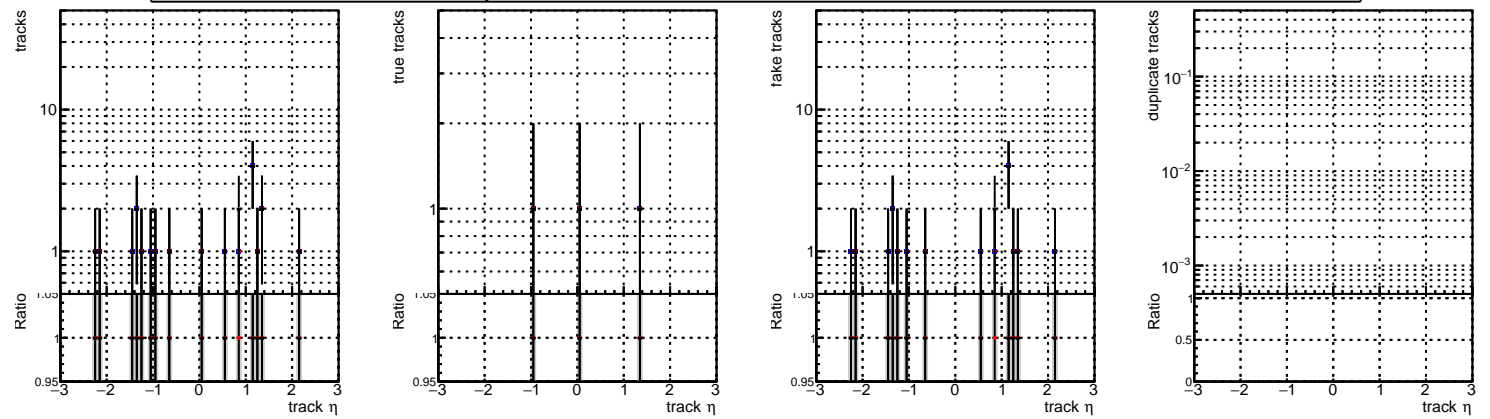 tracks
10
1
Ratio
1.05
1
0.95
−3 −2 −1 0 1 2 3
track η
true tracks
1
Ratio
1.05
1
0.95
−3 −2 −1 0 1 2 3
track η
fake tracks
10
1
Ratio
1.05
1
0.95
−3 −2 −1 0 1 2 3
track η
duplicate tracks
10−1
10−2
10−3
Ratio
1
0.5
0
−3 −2 −1 0 1 2 3
track η